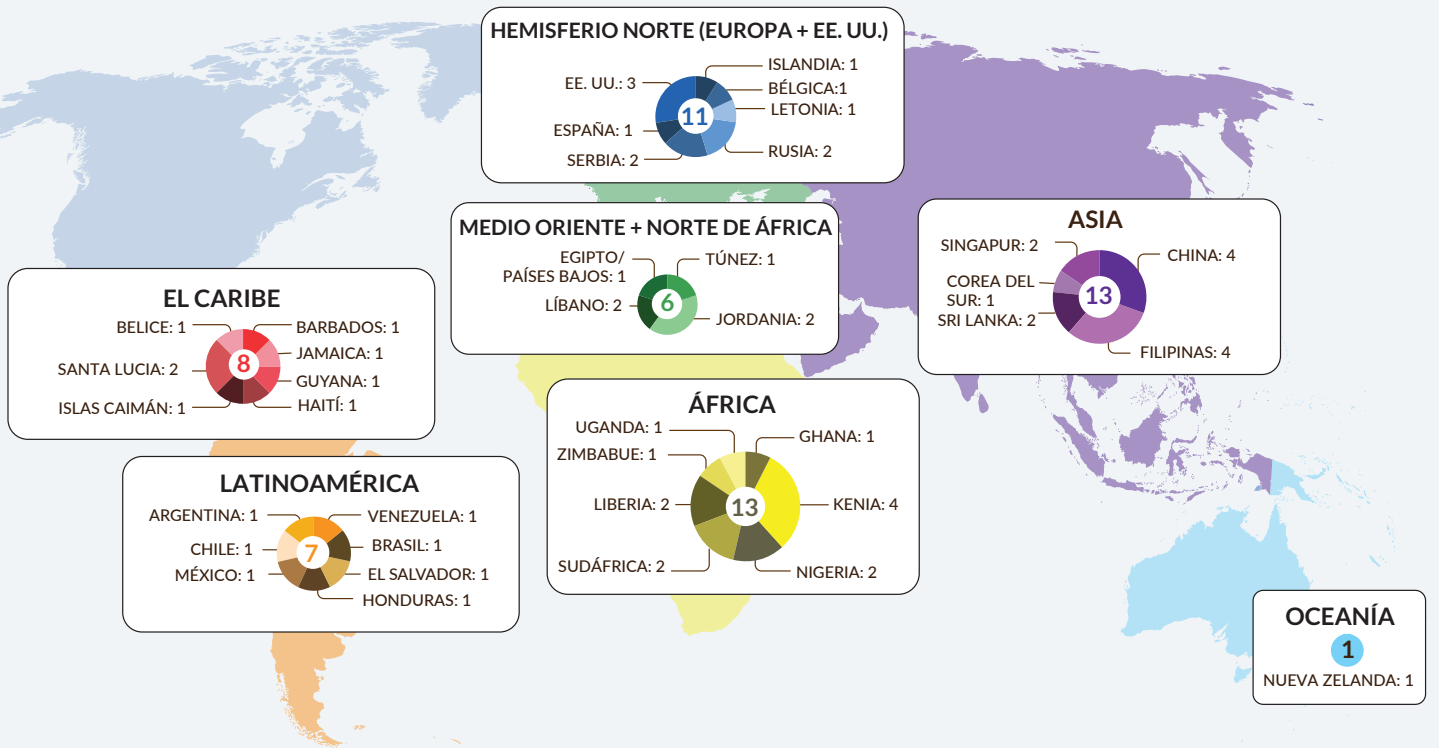 HEMISFERIO NORTE (EUROPA + EE. UU.)
ISLANDIA: 1
EE. UU.: 3
BÉLGICA:1
LETONIA: 1
11
ESPAÑA: 1
RUSIA: 2
SERBIA: 2
MEDIO ORIENTE + NORTE DE ÁFRICA
EGIPTO/
PAÍSES BAJOS: 1
TÚNEZ: 1
LÍBANO: 2
6
JORDANIA: 2
ASIA
SINGAPUR: 2
CHINA: 4
COREA DEL
SUR: 1
13
SRI LANKA: 2
FILIPINAS: 4
EL CARIBE
BELICE: 1
BARBADOS: 1
JAMAICA: 1
SANTA LUCIA: 2
8
GUYANA: 1
ISLAS CAIMÁN: 1
HAITÍ: 1
ÁFRICA
UGANDA: 1
GHANA: 1
ZIMBABUE: 1
LIBERIA: 2
13
KENIA: 4
SUDÁFRICA: 2
NIGERIA: 2
LATINOAMÉRICA
ARGENTINA: 1
VENEZUELA: 1
CHILE: 1
7
BRASIL: 1
MÉXICO: 1
EL SALVADOR: 1
HONDURAS: 1
OCEANÍA
1
NUEVA ZELANDA: 1